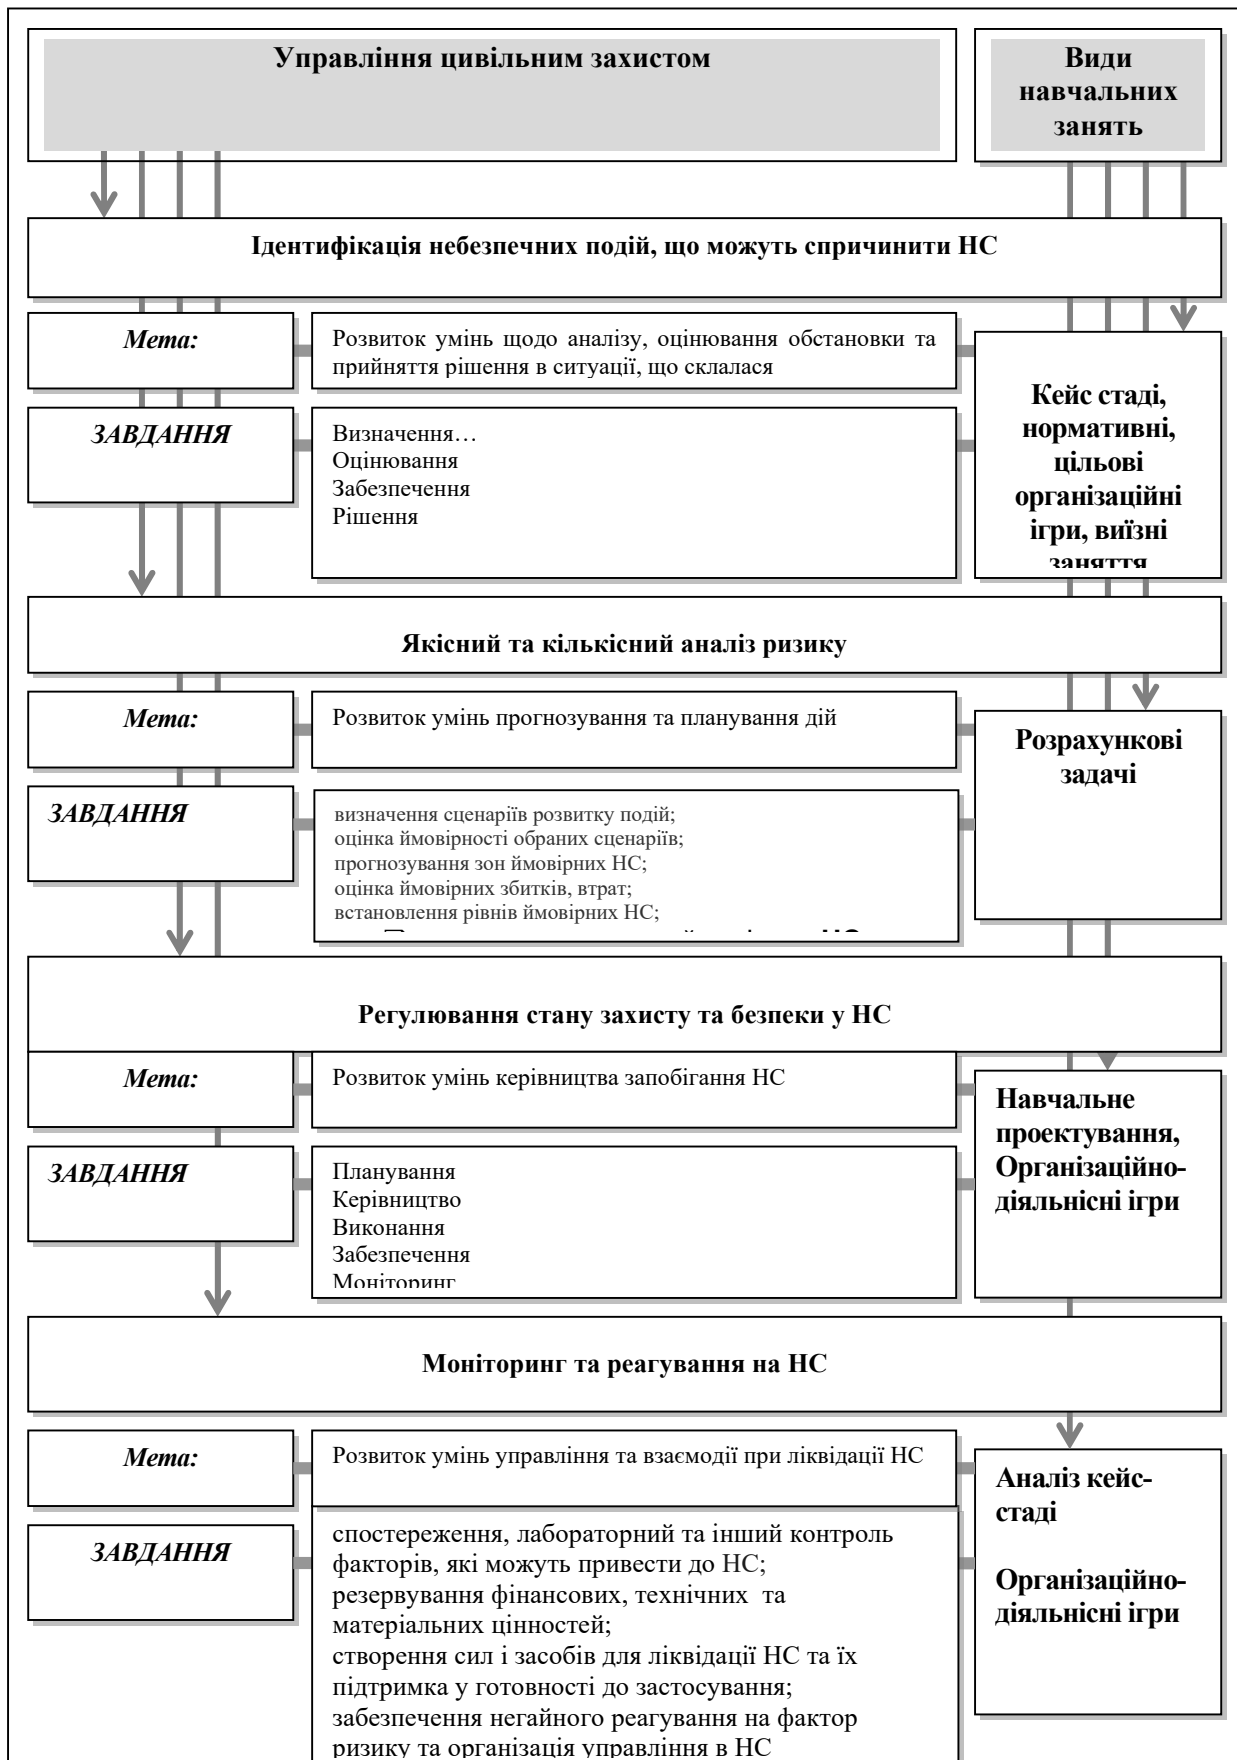 Управління цивільним захистом
Види
навчальних
занять
Ідентифікація небезпечних подій, що можуть спричинити НС
Мета:
Розвиток умінь щодо аналізу, оцінювання обстановки та
прийняття рішення в ситуації, що склалася
ЗАВДАННЯ
Визначення…
Оцінювання
Забезпечення
Рішення
Кейс стаді,
нормативні,
цільові
організаційні
ігри, виїзні
заняття
Якісний та кількісний аналіз ризику
Мета:
Розвиток умінь прогнозування та планування дій
ЗАВДАННЯ
визначення сценаріїв розвитку подій;
оцінка ймовірності обраних сценаріїв;
прогнозування зон ймовірних НС;
оцінка ймовірних збитків, втрат;
встановлення рівнів ймовірних НС;
Розрахункові
задачі
Регулювання стану захисту та безпеки у НС
Мета:
Розвиток умінь керівництва запобігання НС
ЗАВДАННЯ
Планування
Керівництво
Виконання
Забезпечення
Моніторинг
Навчальне
проектування,
Організаційно-
діяльнісні ігри
Моніторинг та реагування на НС
Мета:
Розвиток умінь управління та взаємодії при ліквідації НС
ЗАВДАННЯ
спостереження, лабораторний та інший контроль
факторів, які можуть привести до НС;
резервування фінансових, технічних та
матеріальних цінностей;
створення сил і засобів для ліквідації НС та їх
підтримка у готовності до застосування;
забезпечення негайного реагування на фактор
ризику та організація управління в НС
Аналіз кейс-
стаді
Організаційно-
діяльнісні ігри